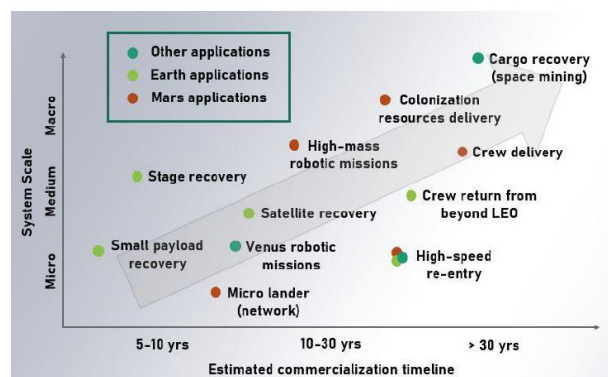 Other applications
Earth applications
Mars applications
Cargo recovery
(space mining)
Colonization
resources delivery
High-mass
robotic missions
Crew delivery
Stage recovery
Crew return from
beyond LEO
Satellite recovery
Small payload
recovery
Venus robotic
missions
High-speed
re-entry
Micro lander
(network)
System Scale
Macro
Medium
Micro
5-10 yrs
10-30 yrs
> 30 yrs
Estimated commercialization timeline